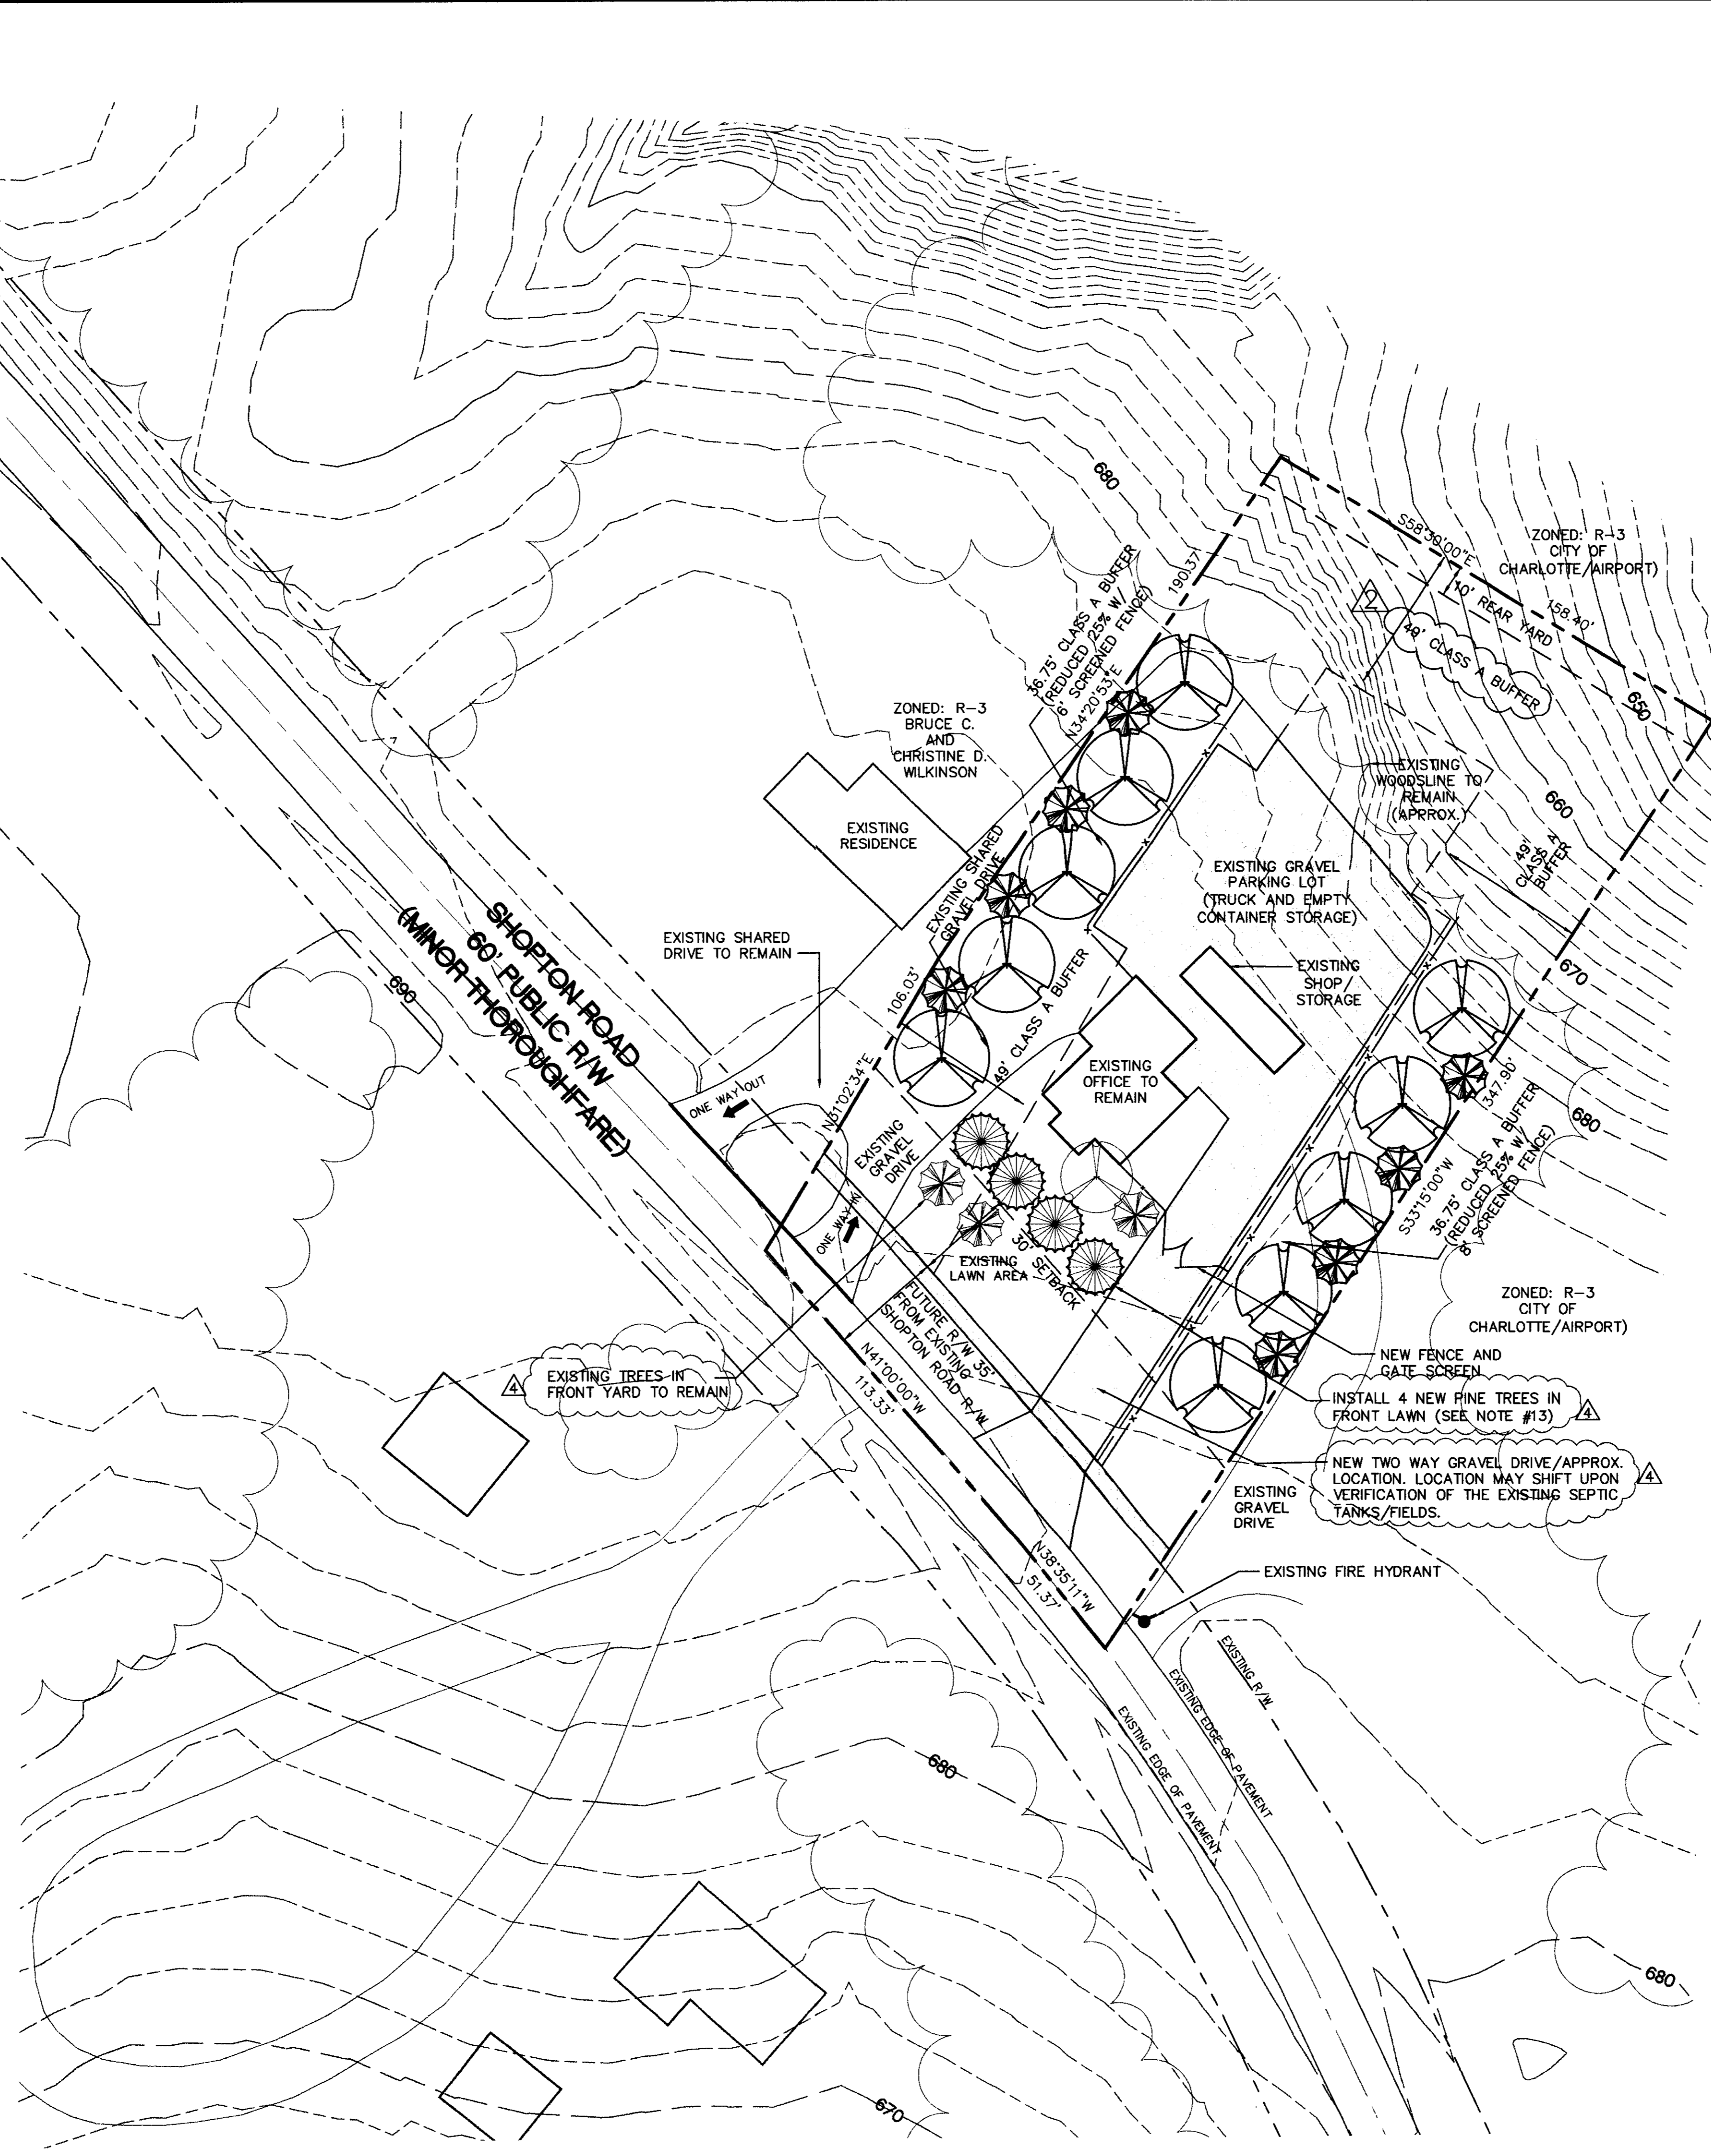 680
S58°30'00"E
158.40'
ZONED: R-3
CITY OF
CHARLOTTE/AIRPORT)
10' REAR YARD
2
49' CLASS A BUFFER
650
36.75' CLASS A BUFFER
(REDUCED 25% W/
6' SCREENED FENCE)
N34°20'53"E
190.37'
ZONED: R-3
BRUCE C.
AND
CHRISTINE D.
WILKINSON
EXISTING
RESIDENCE
EXISTING
WOODSLINE TO
REMAIN
(APRROX.)
660
49'
CLASS A
BUFFER
EXISTING SHARED
GRAVEL DRIVE
EXISTING GRAVEL
PARKING LOT
(TRUCK AND EMPTY
CONTAINER STORAGE)
SHOPTON ROAD
60' PUBLIC R/W
(MINOR THOROUGHFARE)
690
EXISTING SHARED
DRIVE TO REMAIN
EXISTING
SHOP/
STORAGE
670
106.03'
N31°02'34"E
49' CLASS A BUFFER
EXISTING
OFFICE TO
REMAIN
ONE WAY OUT
347.90'
S33°15'00"W
36.75' CLASS A BUFFER
(REDUCED 25% W/
8' SCREENED FENCE)
680
EXISTING
GRAVEL
DRIVE
ONE WAY IN
EXISTING
LAWN AREA
30' SETBACK
FUTURE R/W 35'
FROM EXISTING
SHOPTON ROAD R/W
ZONED: R-3
CITY OF
CHARLOTTE/AIRPORT)
N41°00'00"W
113.33'
4
EXISTING TREES IN
FRONT YARD TO REMAIN
NEW FENCE AND
GATE SCREEN
INSTALL 4 NEW PINE TREES IN
FRONT LAWN (SEE NOTE #13)
4
NEW TWO WAY GRAVEL DRIVE/APPROX.
LOCATION. LOCATION MAY SHIFT UPON
VERIFICATION OF THE EXISTING SEPTIC
TANKS/FIELDS.
4
EXISTING
GRAVEL
DRIVE
N38°35'11"W
51.37'
EXISTING FIRE HYDRANT
EXISTING R/W
EXISTING EDGE OF PAVEMENT
EXISTING EDGE OF PAVEMENT
680
680
670